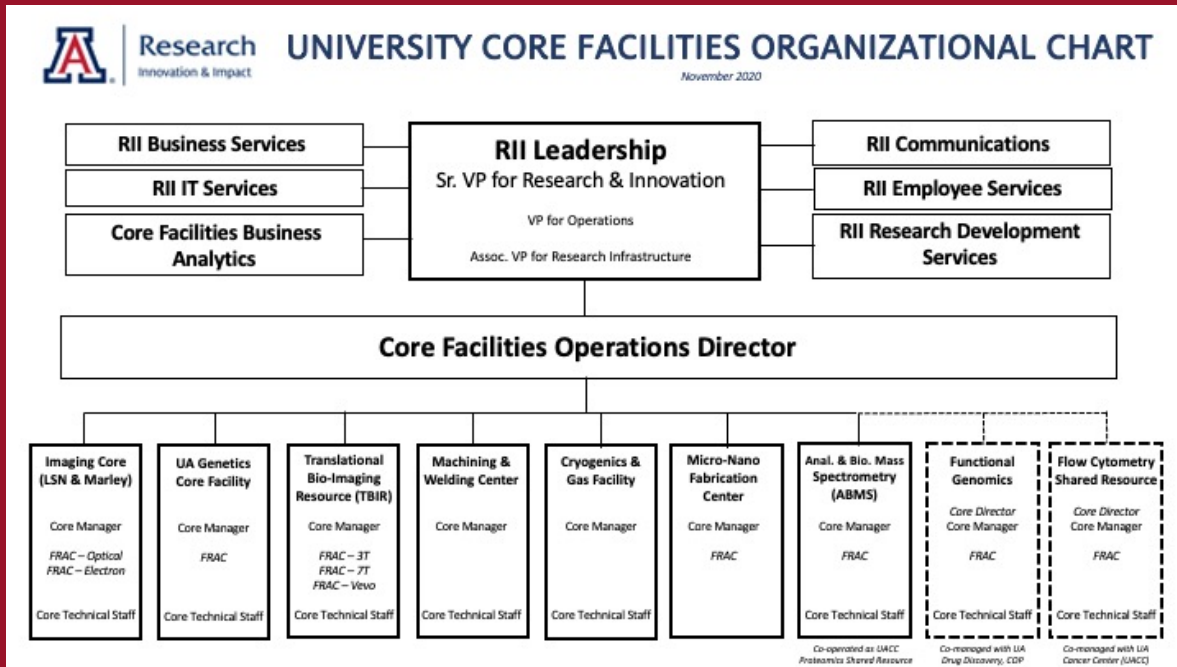 A
Research
Innovation & Impact
UNIVERSITY CORE FACILITIES ORGANIZATIONAL CHART
November 2020
RII Business Services
RII IT Services
Core Facilities Business
Analytics
RII Leadership
Sr. VP for Research & Innovation
VP for Operations
Assoc. VP for Research Infrastructure
RII Communications
RII Employee Services
RII Research Development
Services
Core Facilities Operations Director
Imaging Core
(LSN & Marley)
Core Manager
FRAC – Optical
FRAC – Electron
Core Technical Staff
UA Genetics
Core Facility
Core Manager
FRAC
Core Technical Staff
Translational
Bio-Imaging
Resource (TBIR)
Core Manager
FRAC – 3T
FRAC – 7T
FRAC – Vevo
Core Technical Staff
Machining &
Welding Center
Core Manager
Core Technical Staff
Cryogenics &
Gas Facility
Core Manager
Core Technical Staff
Micro-Nano
Fabrication
Center
Core Manager
FRAC
Anal. & Bio. Mass
Spectrometry
(ABMS)
Core Manager
FRAC
Core Technical Staff
Co-operated as UACC
Proteomics Shared Resource
Functional
Genomics
Core Director
Core Manager
FRAC
Core Technical Staff
Co-managed with UA
Drug Discovery, COP
Flow Cytometry
Shared Resource
Core Director
Core Manager
FRAC
Core Technical Staff
Co-managed with UA
Cancer Center (UACC)